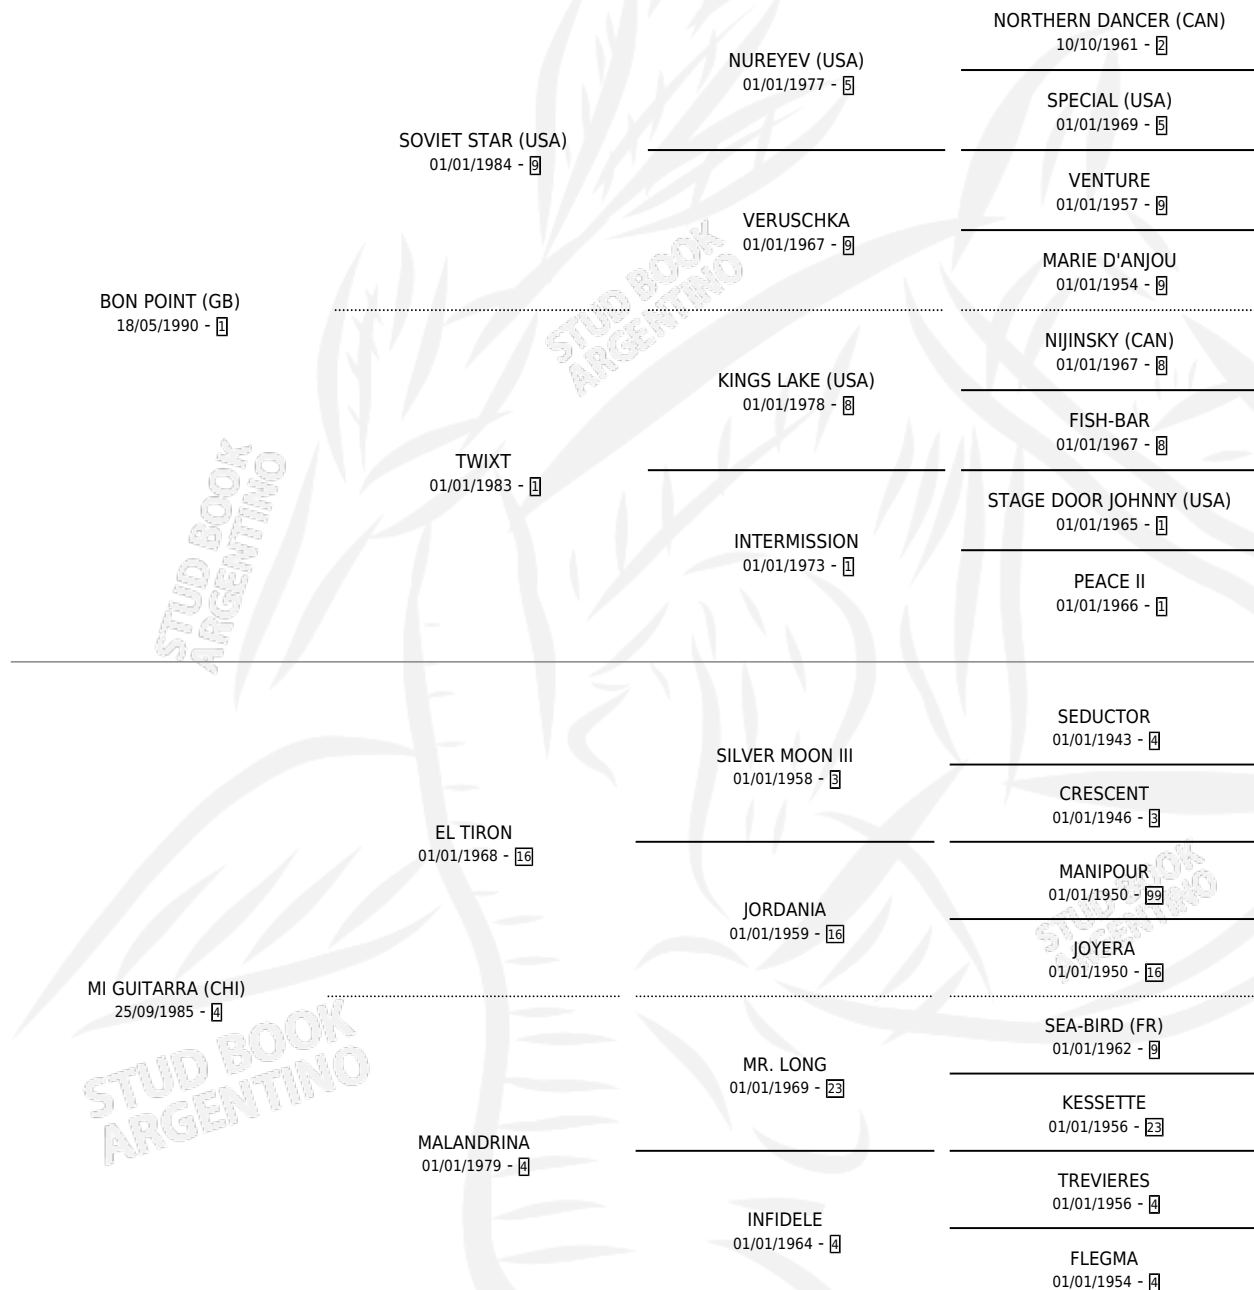 NORTHERN DANCER (CAN)
10/10/1961 - 2
NUREYEV (USA)
01/01/1977 - 5
SPECIAL (USA)
01/01/1969 - 5
SOVIET STAR (USA)
01/01/1984 - 9
VENTURE
01/01/1957 - 9
VERUSCHKA
01/01/1967 - 9
MARIE D'ANJOU
01/01/1954 - 9
BON POINT (GB)
18/05/1990 - 1
NIJINSKY (CAN)
01/01/1967 - 8
KINGS LAKE (USA)
01/01/1978 - 8
FISH-BAR
01/01/1967 - 8
TWIXT
01/01/1983 - 1
STAGE DOOR JOHNNY (USA)
01/01/1965 - 1
INTERMISSION
01/01/1973 - 1
PEACE II
01/01/1966 - 1
SEDUCTOR
01/01/1943 - 4
SILVER MOON III
01/01/1958 - 3
CRESCENT
01/01/1946 - 3
EL TIRON
01/01/1968 - 16
MANIPOUR
01/01/1950 - 99
JORDANIA
01/01/1959 - 16
JOYERA
01/01/1950 - 16
MI GUITARRA (CHI)
25/09/1985 - 4
SEA-BIRD (FR)
01/01/1962 - 9
MR. LONG
01/01/1969 - 23
KESSETTE
01/01/1956 - 23
MALANDRINA
01/01/1979 - 4
TREVIERES
01/01/1956 - 4
INFIDELE
01/01/1964 - 4
FLEGMA
01/01/1954 - 4
STUD BOOK
ARGENTINO
STUD BOOK
ARGENTINO
STUD BOOK
ARGENTINO
STUD BOOK
ARGENTINO